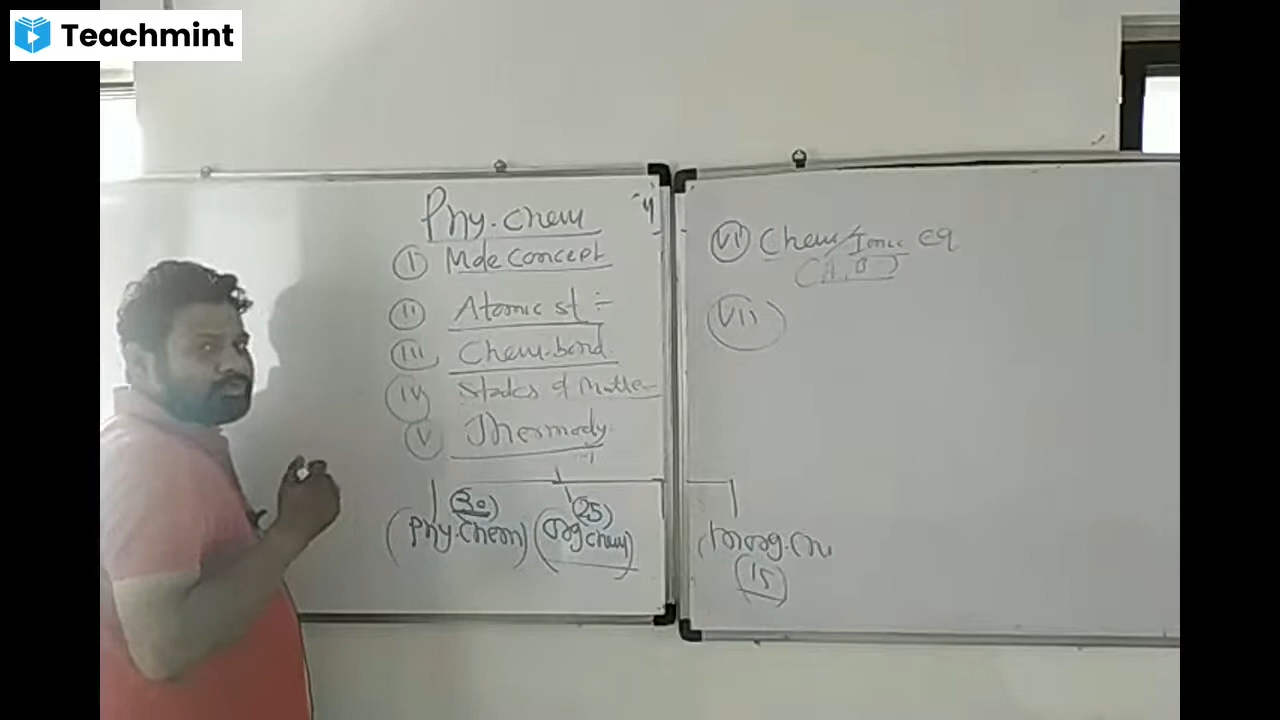 Teachmint
Phy. Chem
I Mole Concept
II Atomic st :-
III Chem. bond.
IV States of Matter
V Thermody
(30)
(Phy. Chem)
(25)
(Org chem)
VI Chem/Ionic eq
(A, B)
VII
Inorg. Ch
15